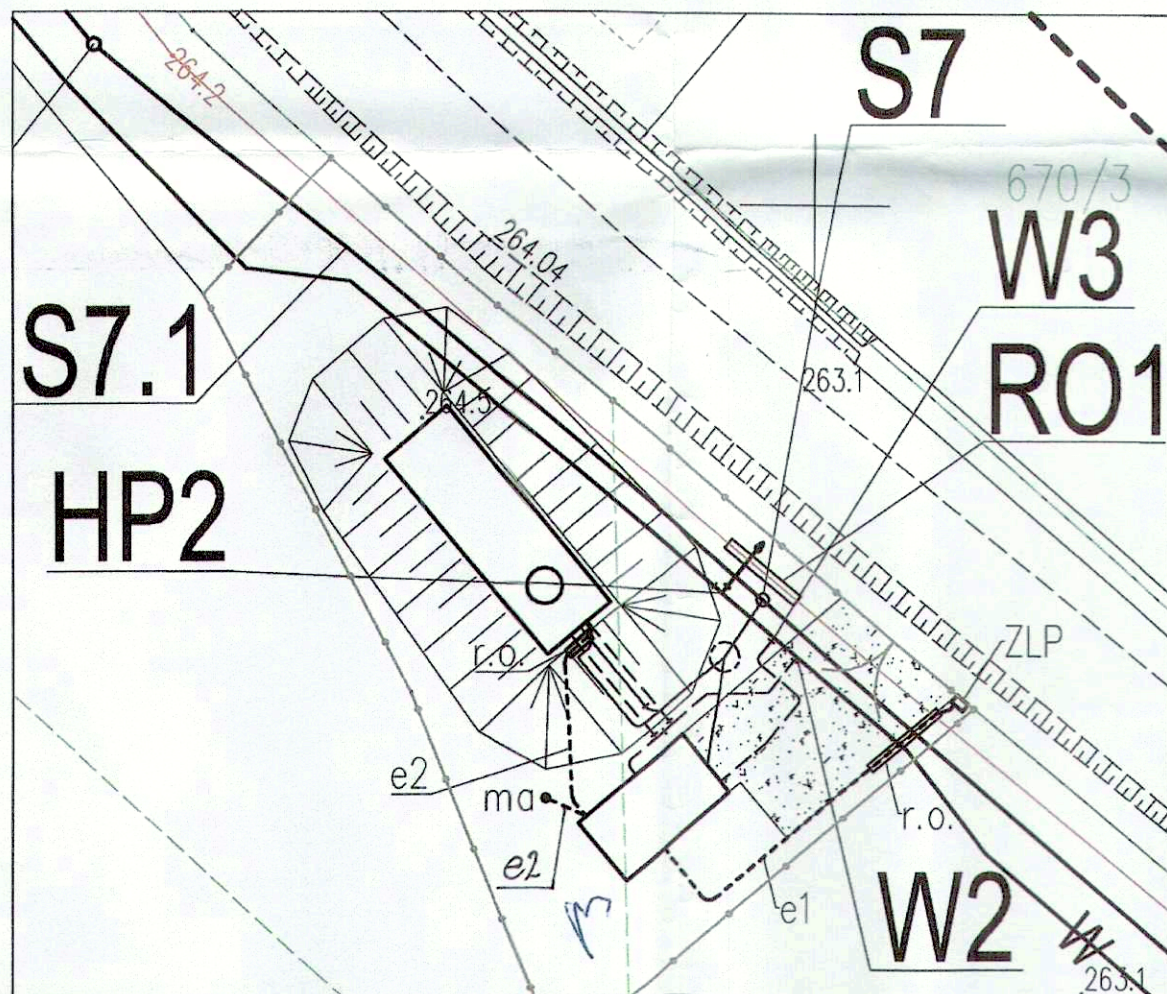 264.2
S7
670/3
W3
264.04
S7.1
RO1
263.1
.264.5
HP2
r.o.
ZLP
e2
ma
r.o.
e2
e1
W2
W
263.1